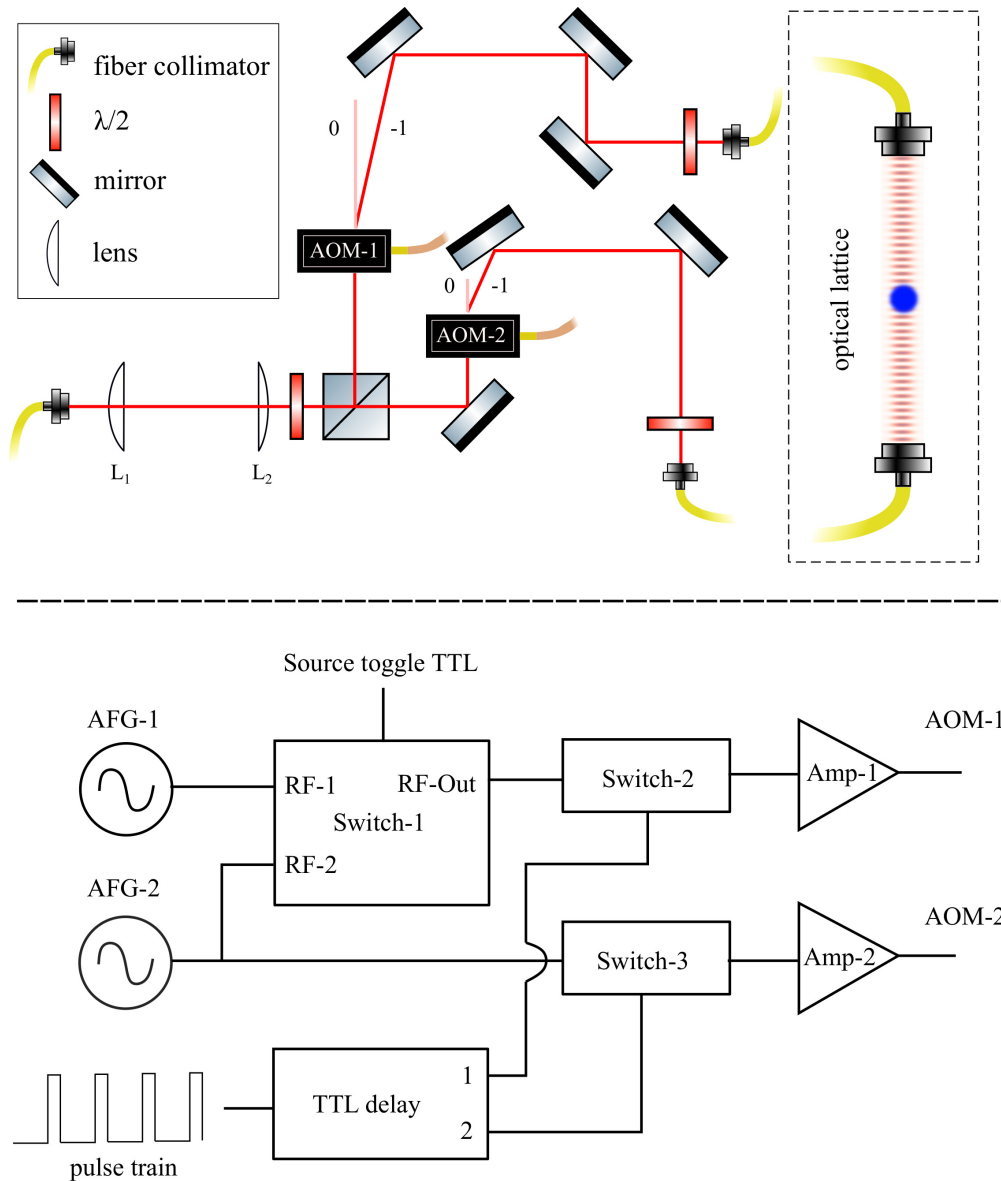 fiber collimator
λ/2
mirror
lens
0
-1
AOM-1
0
-1
AOM-2
L₁
L₂
optical lattice
Source toggle TTL
AFG-1
RF-1
RF-Out
Switch-1
RF-2
Switch-2
Amp-1
AOM-1
AFG-2
Switch-3
Amp-2
AOM-2
1
TTL delay
2
pulse train